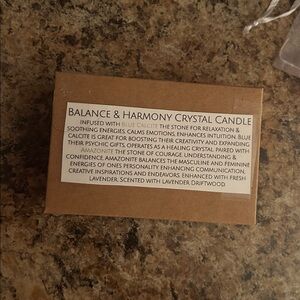 BALANCE & HARMONY CRYSTAL CANDLE
INFUSED WITH BLUE CALCITE THE STONE FOR RELAXATION &
SOOTHING ENERGIES, CALMS EMOTIONS, ENHANCES INTUITION. BLUE
CALCITE IS GREAT FOR BOOSTING THEIR CREATIVITY AND EXPANDING
THEIR PSYCHIC GIFTS, OPERATES AS A HEALING CRYSTAL. PAIRED WITH
AMAZONITE THE STONE OF COURAGE, UNDERSTANDING &
CONFIDENCE. AMAZONITE BALANCES THE MASCULINE AND FEMININE
ENERGIES OF ONES PERSONALITY ENHANCING COMMUNICATION,
CREATIVE INSPIRATIONS AND ENDEAVORS. ENHANCED WITH FRESH
LAVENDER, SCENTED WITH LAVENDER DRIFTWOOD.